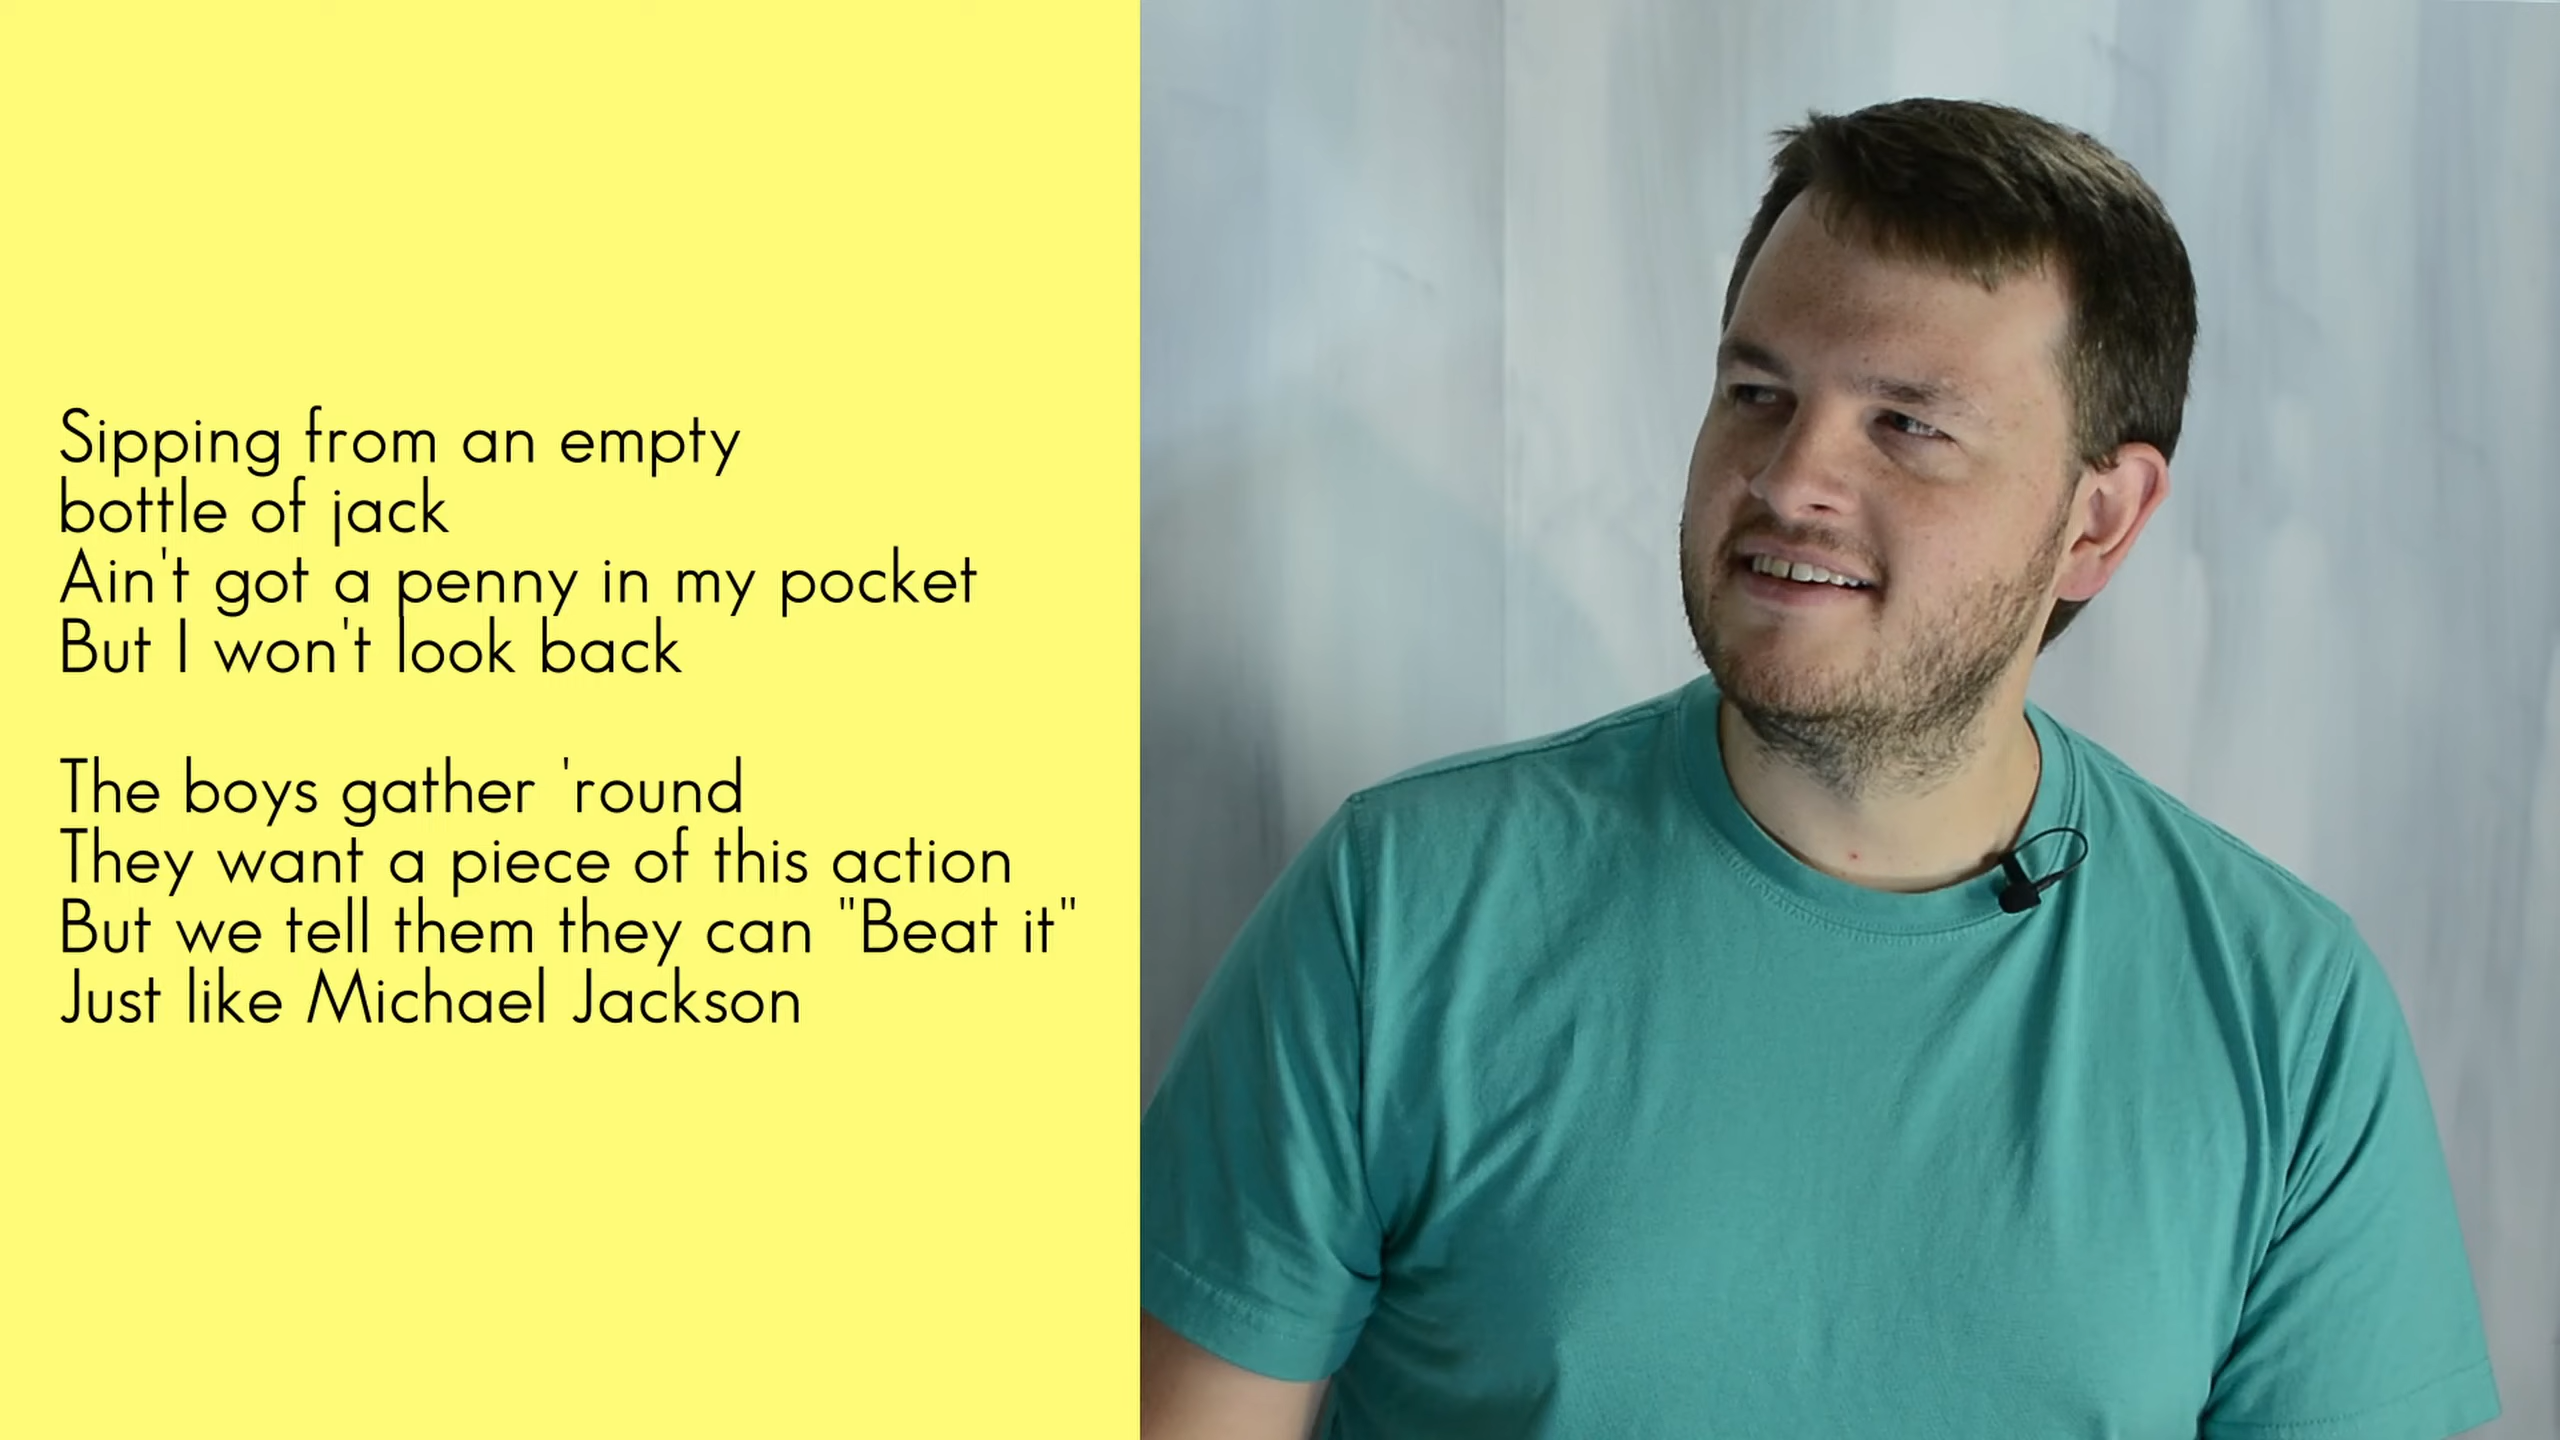 Sipping from an empty
bottle of jack
Ain't got a penny in my pocket
But I won't look back
The boys gather 'round
They want a piece of this action
But we tell them they can "Beat it"
Just like Michael Jackson